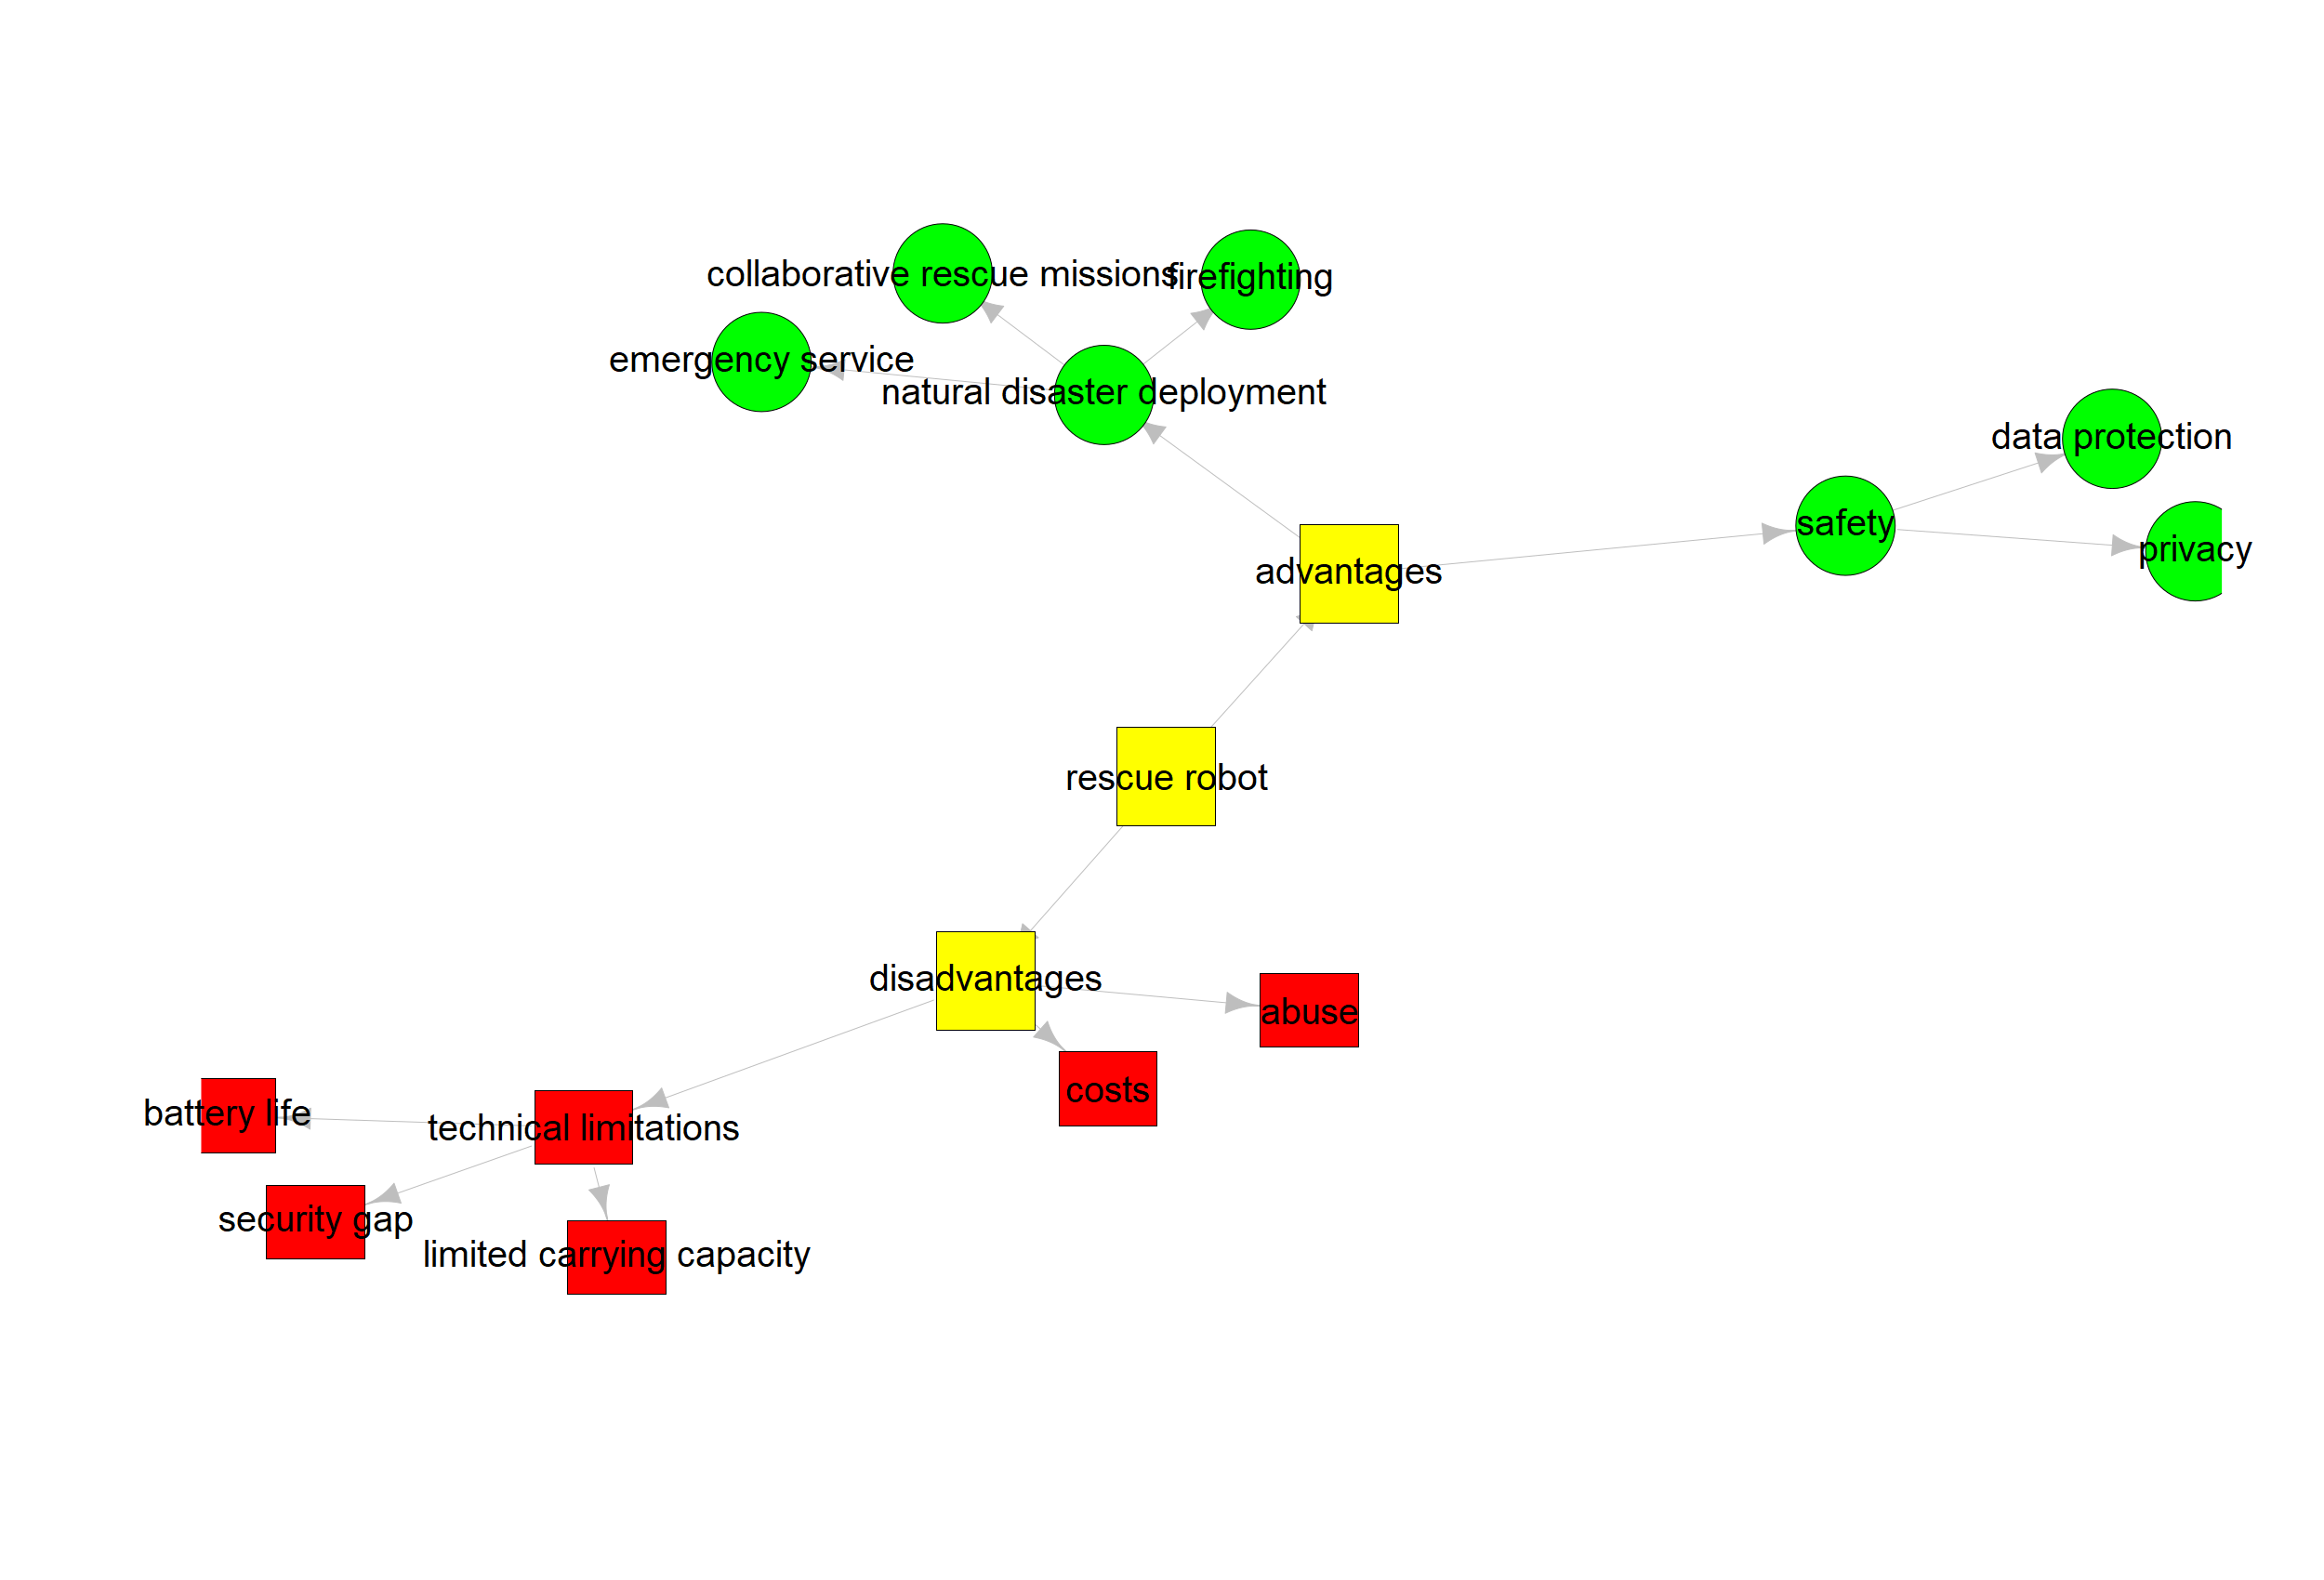 collaborative rescue missions
firefighting
emergency service
natural disaster deployment
data protection
safety
privacy
advantages
rescue robot
disadvantages
abuse
costs
battery life
technical limitations
security gap
limited carrying capacity